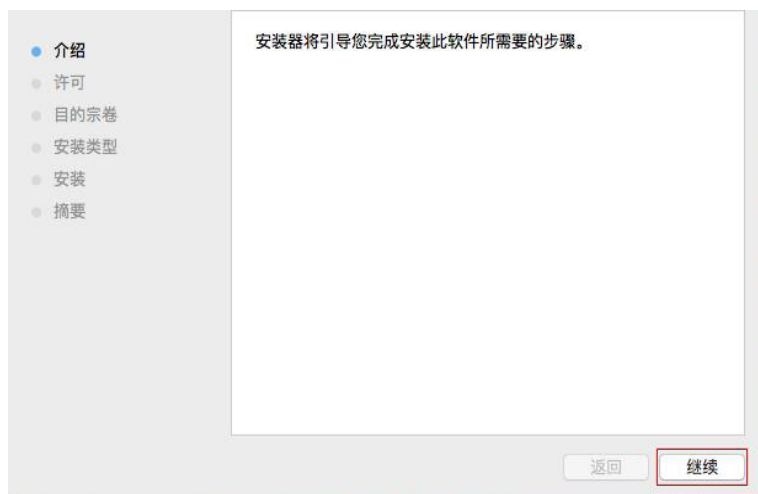 介绍
许可
目的宗卷
安装类型
安装
摘要
安装器将引导您完成安装此软件所需要的步骤。
返回
继续